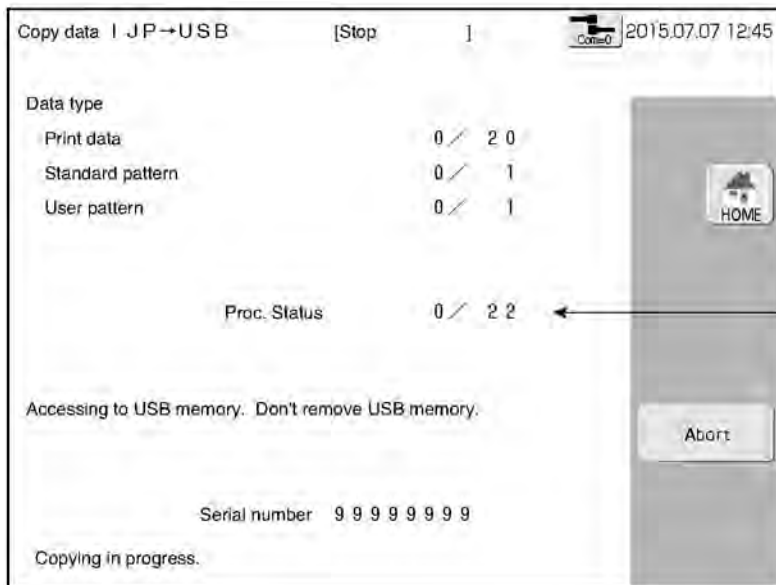 Copy data IJP→USB [Stop ] Com=0 2015.07.07 12:45
Data type
Print data 0/ 20
Standard pattern 0/ 1
User pattern 0/ 1
HOME
Proc. Status 0/ 22
Accessing to USB memory. Don't remove USB memory.
Abort
Serial number 99999999
Copying in progress.